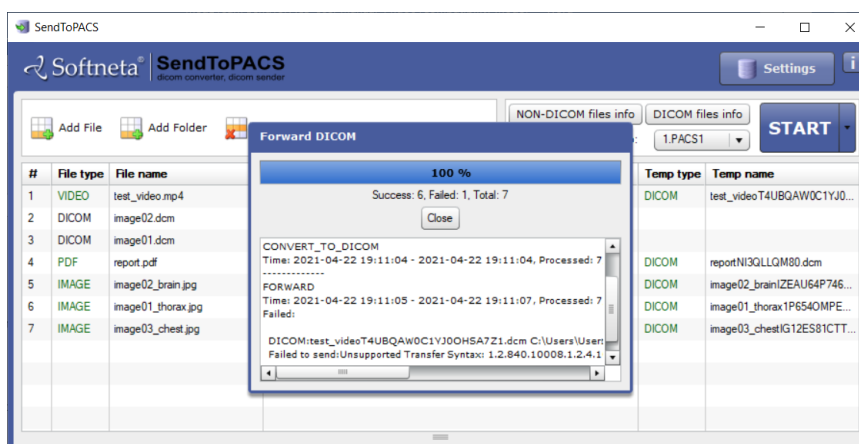 SendToPACS
Softneta® SendToPACS
dicom converter, dicom sender
Settings
i
Add File
Add Folder
NON-DICOM files info
DICOM files info
START
:
1.PACS1
# File type File name Temp type Temp name
1 VIDEO test_video.mp4 DICOM test_videoT4UBQAW0C1YJ0...
2 DICOM image02.dcm
3 DICOM image01.dcm
4 PDF report.pdf DICOM reportNI3QLLQM80.dcm
5 IMAGE image02_brain.jpg DICOM image02_brainIZEAU64P746...
6 IMAGE image01_thorax.jpg DICOM image01_thorax1P654OMPE...
7 IMAGE image03_chest.jpg DICOM image03_chestIG12ES81CTT...
Forward DICOM
100 %
Success: 6, Failed: 1, Total: 7
Close
CONVERT_TO_DICOM
Time: 2021-04-22 19:11:04 - 2021-04-22 19:11:04, Processed: 7
-------------
FORWARD
Time: 2021-04-22 19:11:05 - 2021-04-22 19:11:07, Processed: 7
Failed:
DICOM:test_videoT4UBQAW0C1YJ0OHSA7Z1.dcm C:\Users\User\
Failed to send:Unsupported Transfer Syntax: 1.2.840.10008.1.2.4.1